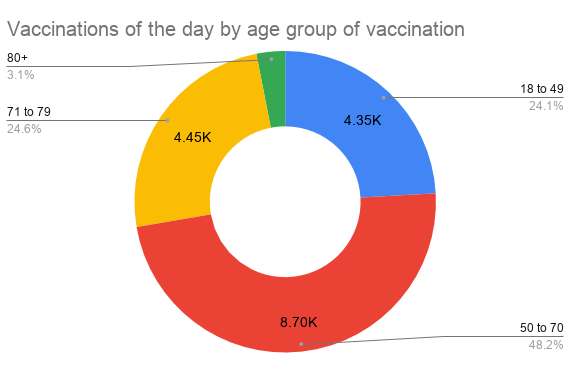 Vaccinations of the day by age group of vaccination
80+
3.1%
18 to 49
24.1%
71 to 79
24.6%
4.35K
4.45K
8.70K
50 to 70
48.2%